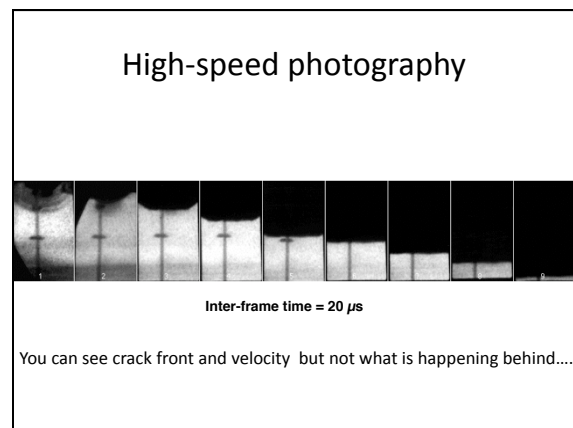 High-speed photography
1
2
9
Inter-frame time = 20 µs
You can see crack front and velocity but not what is happening behind....